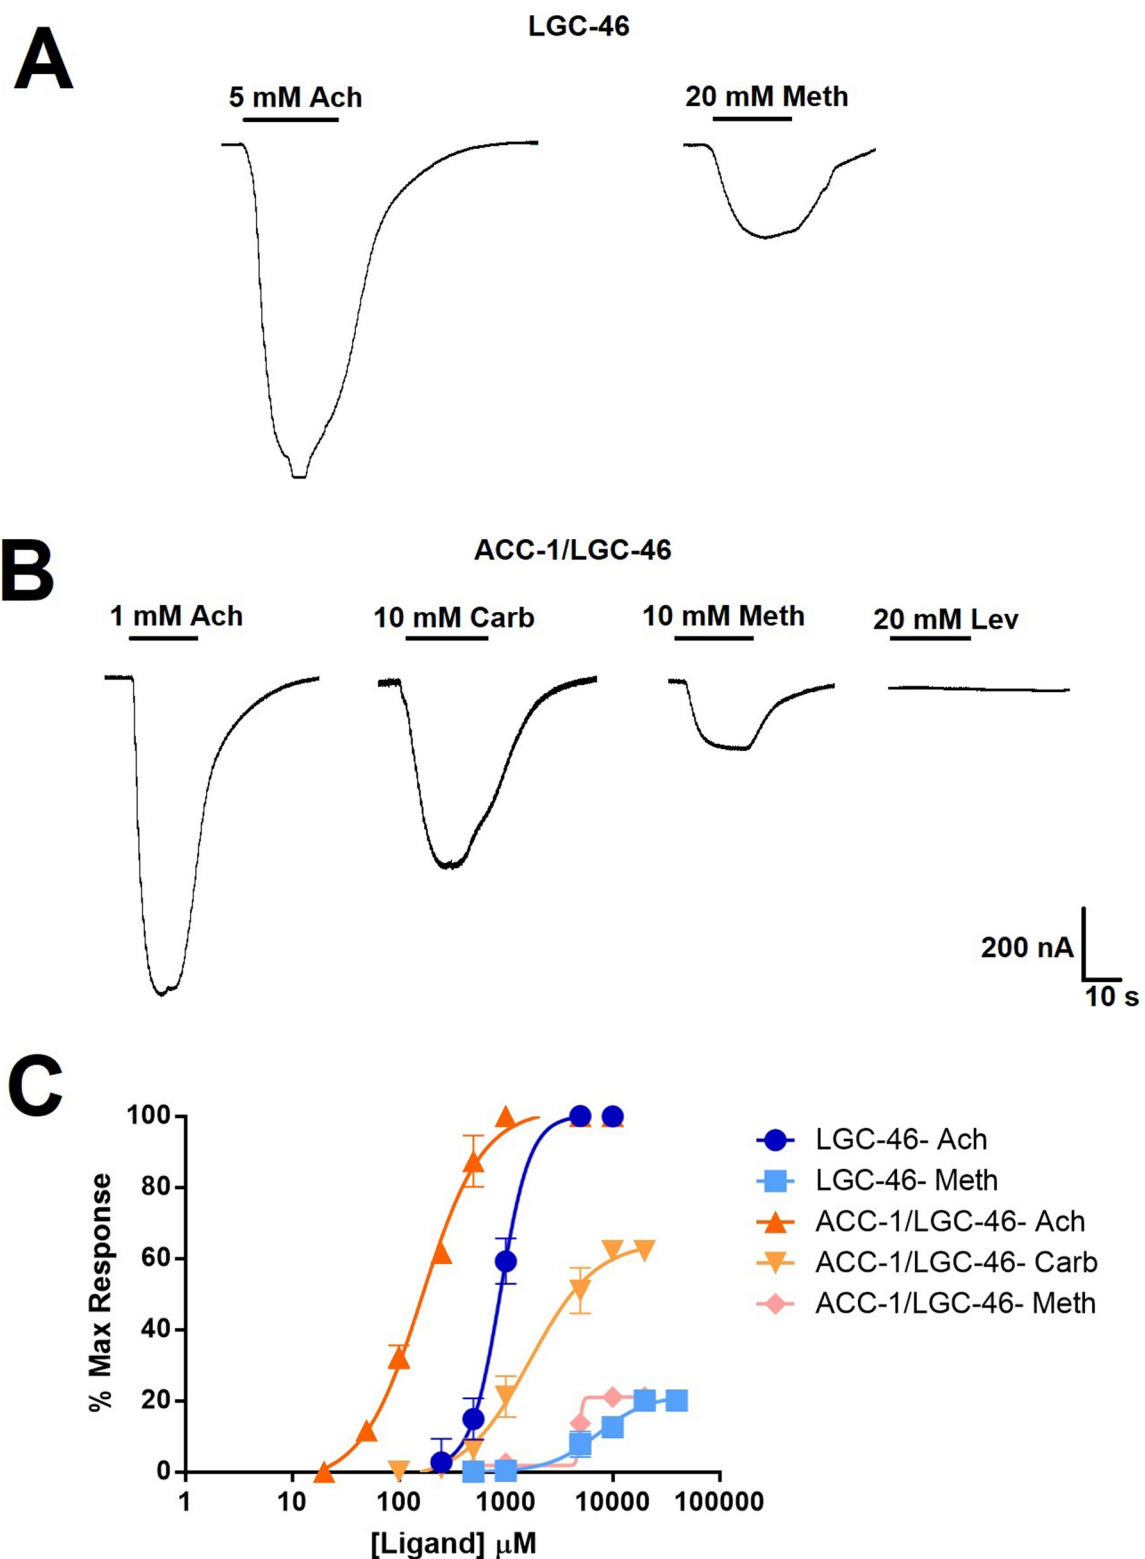 A
LGC-46
5 mM Ach
20 mM Meth
B
ACC-1/LGC-46
1 mM Ach
10 mM Carb
10 mM Meth
20 mM Lev
200 nA
10 s
C
% Max Response
100
80
60
40
20
0
1
10
100
1000
10000
100000
[Ligand] μM
LGC-46- Ach
LGC-46- Meth
ACC-1/LGC-46- Ach
ACC-1/LGC-46- Carb
ACC-1/LGC-46- Meth